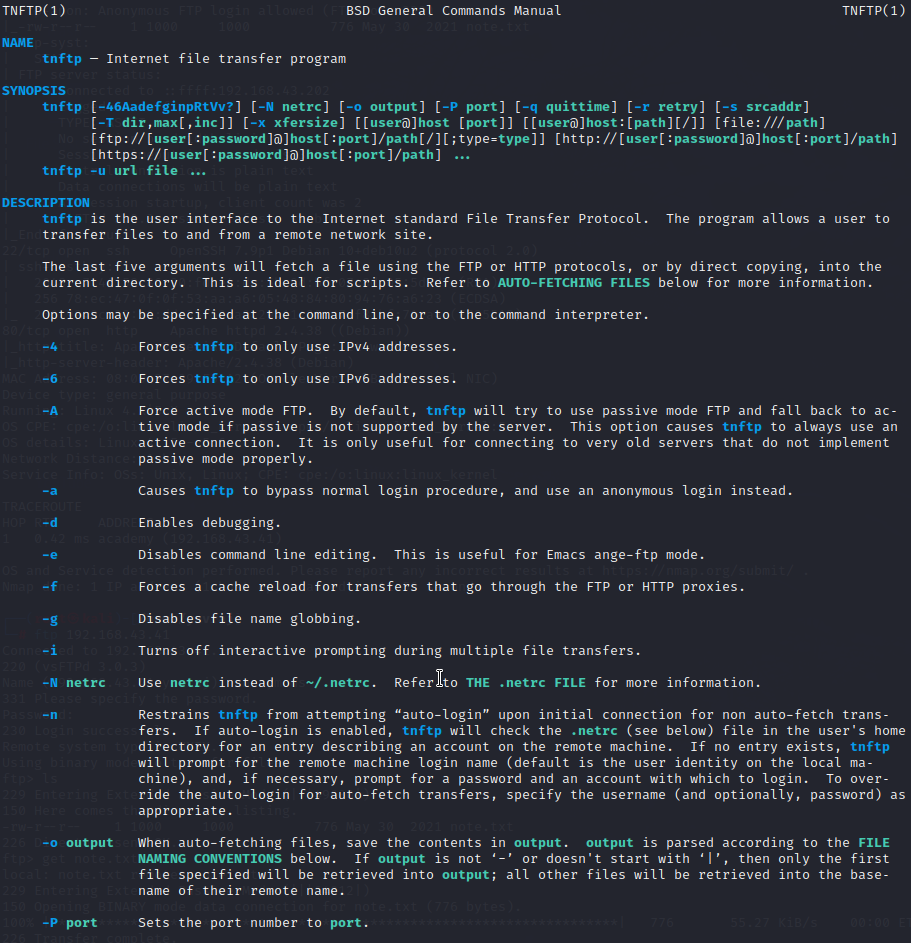 TNFTP(1) BSD General Commands Manual TNFTP(1)
NAME
tnftp — Internet file transfer program
SYNOPSIS
tnftp [-46AadefginpRtVv?] [-N netrc] [-o output] [-P port] [-q quittime] [-r retry] [-s srcaddr]
[-T dir,max[,inc]] [-x xfersize] [[user@]host [port]] [[user@]host:[path][/]] [file:///path]
[ftp://[user[:password]@]host[:port]/path[/][;type=type]] [http://[user[:password]@]host[:port]/path]
[https://[user[:password]@]host[:port]/path] ...
tnftp -u url file ...
DESCRIPTION
tnftp is the user interface to the Internet standard File Transfer Protocol. The program allows a user to
transfer files to and from a remote network site.
The last five arguments will fetch a file using the FTP or HTTP protocols, or by direct copying, into the
current directory. This is ideal for scripts. Refer to AUTO-FETCHING FILES below for more information.
Options may be specified at the command line, or to the command interpreter.
-4 Forces tnftp to only use IPv4 addresses.
-6 Forces tnftp to only use IPv6 addresses.
-A Force active mode FTP. By default, tnftp will try to use passive mode FTP and fall back to ac-
tive mode if passive is not supported by the server. This option causes tnftp to always use an
active connection. It is only useful for connecting to very old servers that do not implement
passive mode properly.
-a Causes tnftp to bypass normal login procedure, and use an anonymous login instead.
-d Enables debugging.
-e Disables command line editing. This is useful for Emacs ange-ftp mode.
-f Forces a cache reload for transfers that go through the FTP or HTTP proxies.
-g Disables file name globbing.
-i Turns off interactive prompting during multiple file transfers.
-N netrc Use netrc instead of ~/.netrc. Refer to THE .netrc FILE for more information.
-n Restrains tnftp from attempting “auto-login” upon initial connection for non auto-fetch trans-
fers. If auto-login is enabled, tnftp will check the .netrc (see below) file in the user's home
directory for an entry describing an account on the remote machine. If no entry exists, tnftp
will prompt for the remote machine login name (default is the user identity on the local ma-
chine), and, if necessary, prompt for a password and an account with which to login. To over-
ride the auto-login for auto-fetch transfers, specify the username (and optionally, password) as
appropriate.
-o output When auto-fetching files, save the contents in output. output is parsed according to the FILE
NAMING CONVENTIONS below. If output is not ‘-’ or doesn't start with ‘|’, then only the first
file specified will be retrieved into output; all other files will be retrieved into the base-
name of their remote name.
-P port Sets the port number to port.